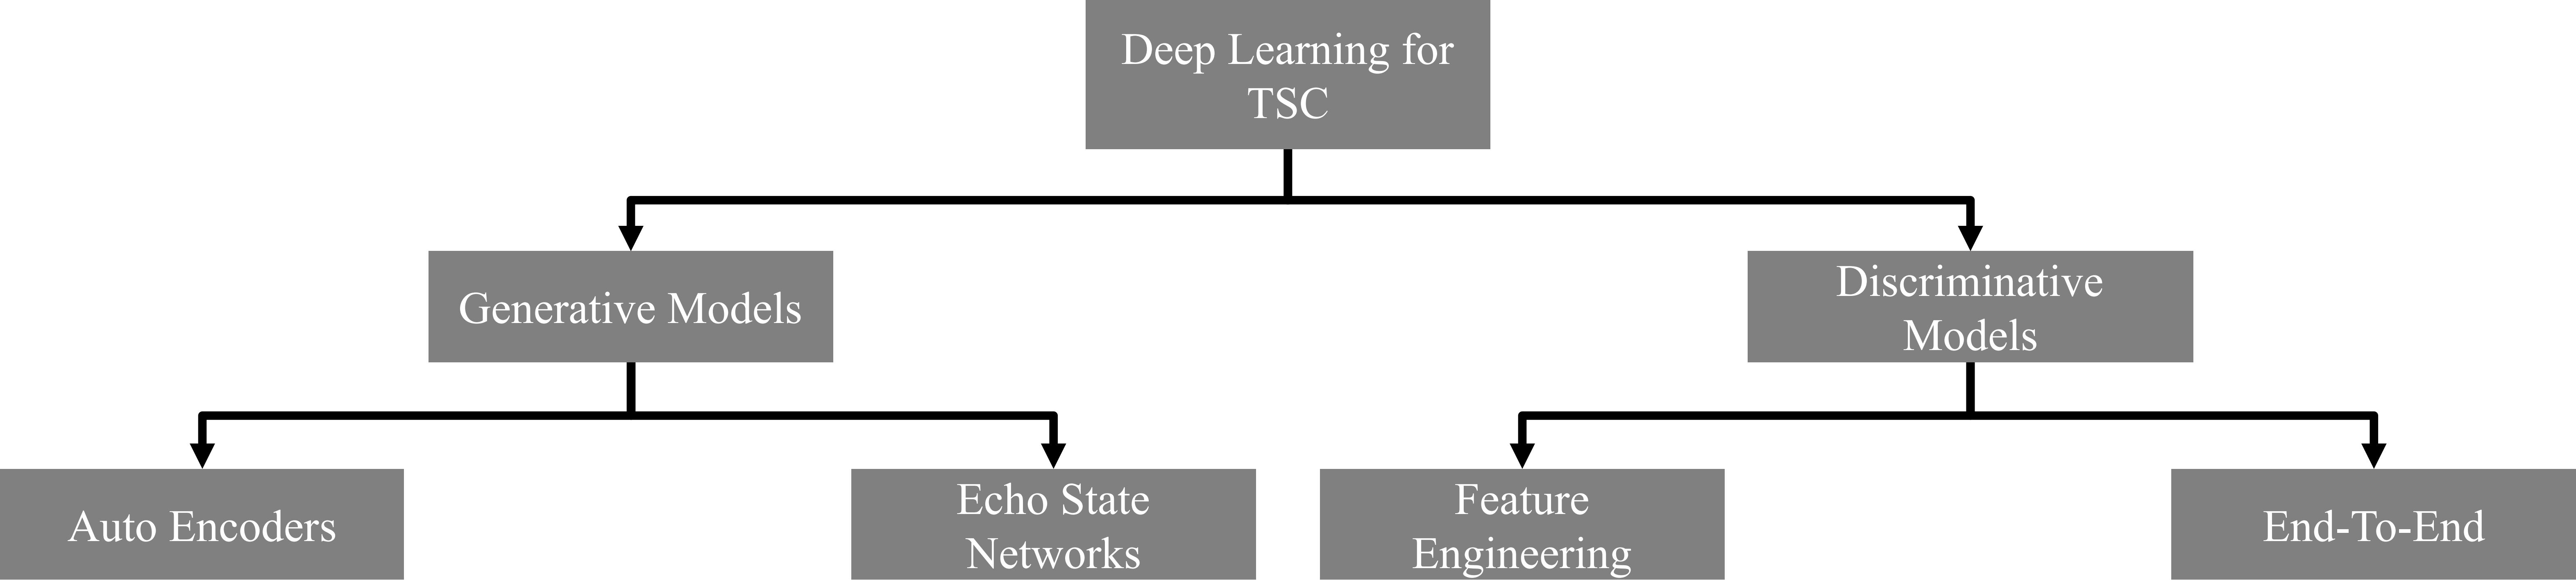 Deep Learning for
TSC
Generative Models
Discriminative
Models
Auto Encoders
Echo State
Networks
Feature
Engineering
End-To-End